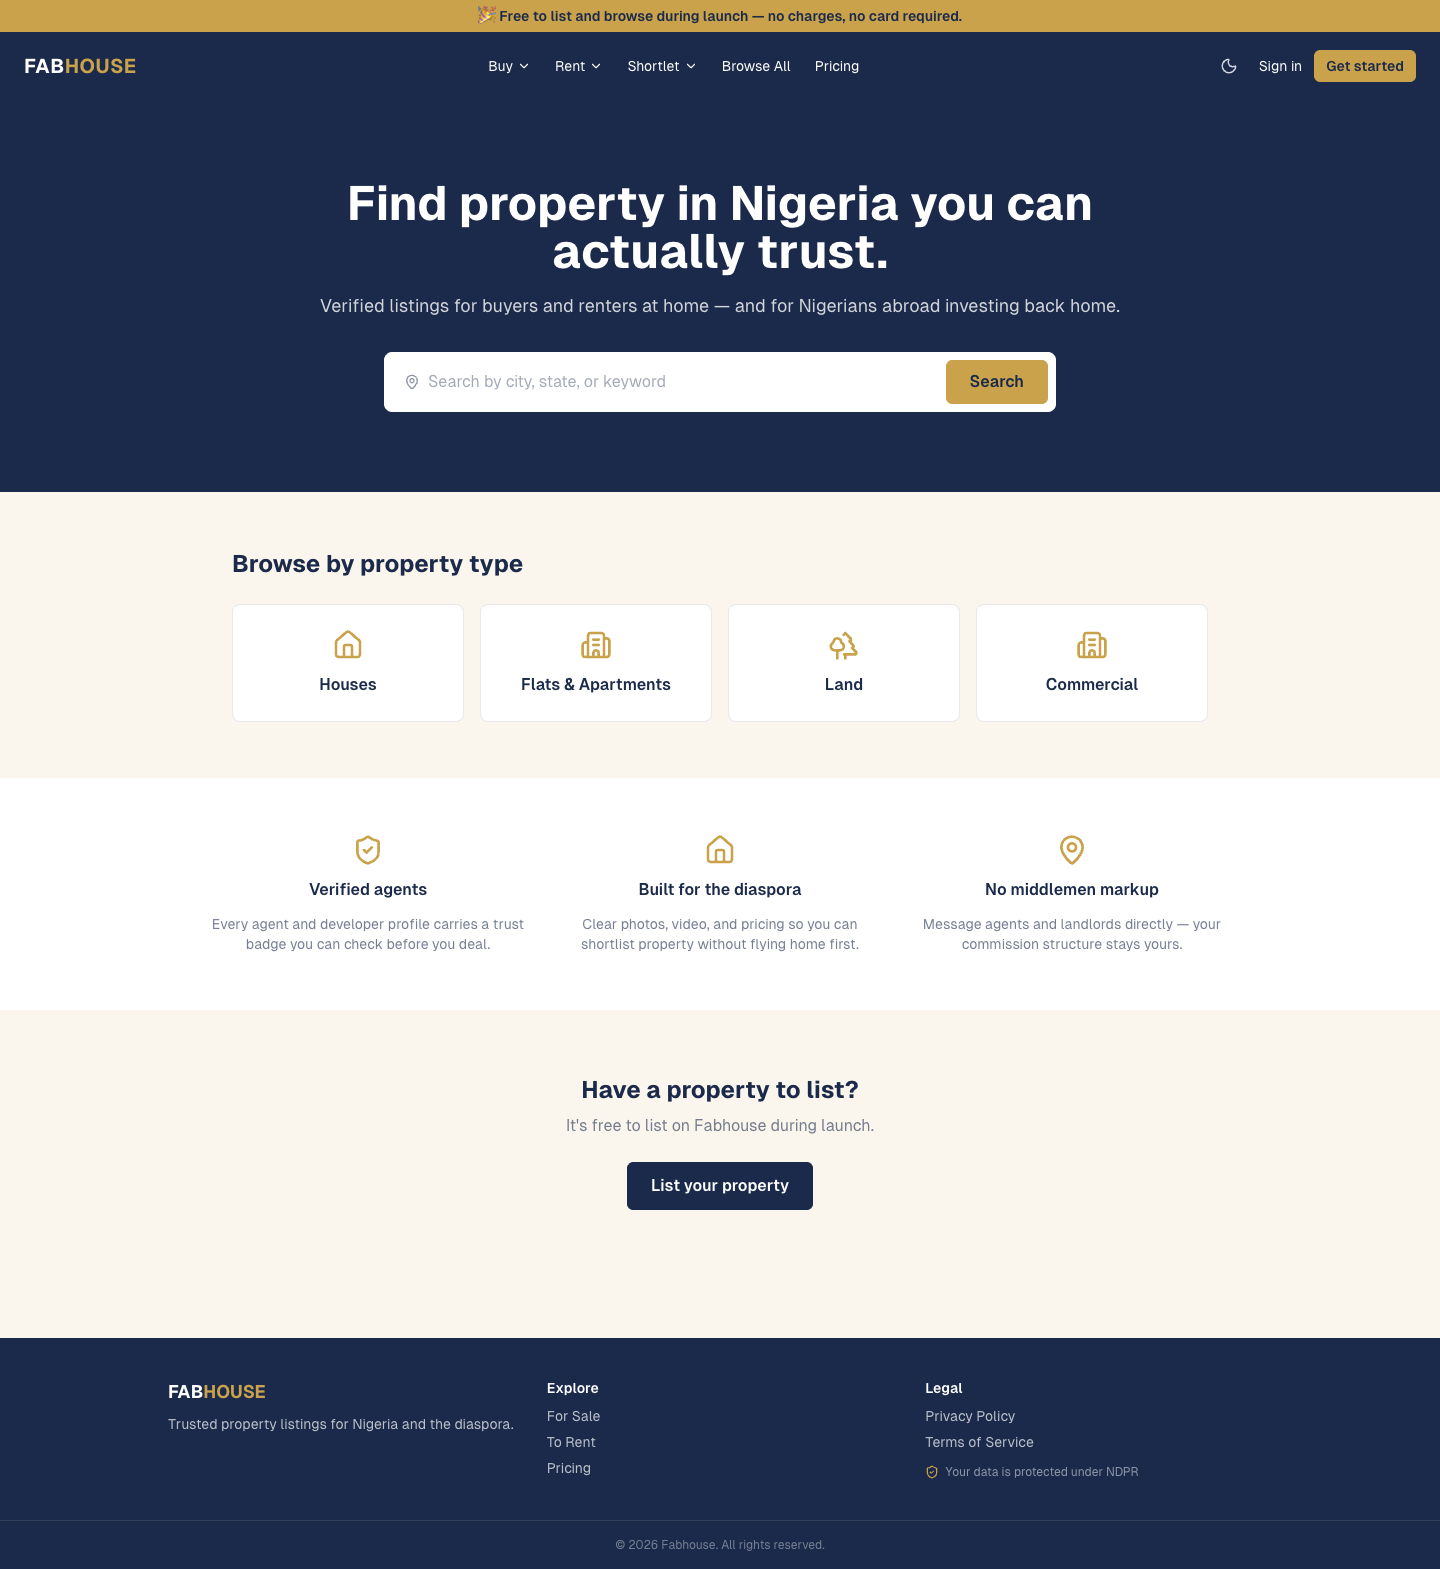 🎉 Free to list and browse during launch — no charges, no card required.
FABHOUSE
Buy
Rent
Shortlet
Browse All
Pricing
Sign in
Get started
Find property in Nigeria you can
actually trust.
Verified listings for buyers and renters at home — and for Nigerians abroad investing back home.
Search by city, state, or keyword
Search
Browse by property type
Houses
Flats & Apartments
Land
Commercial
Verified agents
Every agent and developer profile carries a trust
badge you can check before you deal.
Built for the diaspora
Clear photos, video, and pricing so you can
shortlist property without flying home first.
No middlemen markup
Message agents and landlords directly — your
commission structure stays yours.
Have a property to list?
It's free to list on Fabhouse during launch.
List your property
FABHOUSE
Trusted property listings for Nigeria and the diaspora.
Explore
For Sale
To Rent
Pricing
Legal
Privacy Policy
Terms of Service
Your data is protected under NDPR
© 2026 Fabhouse. All rights reserved.